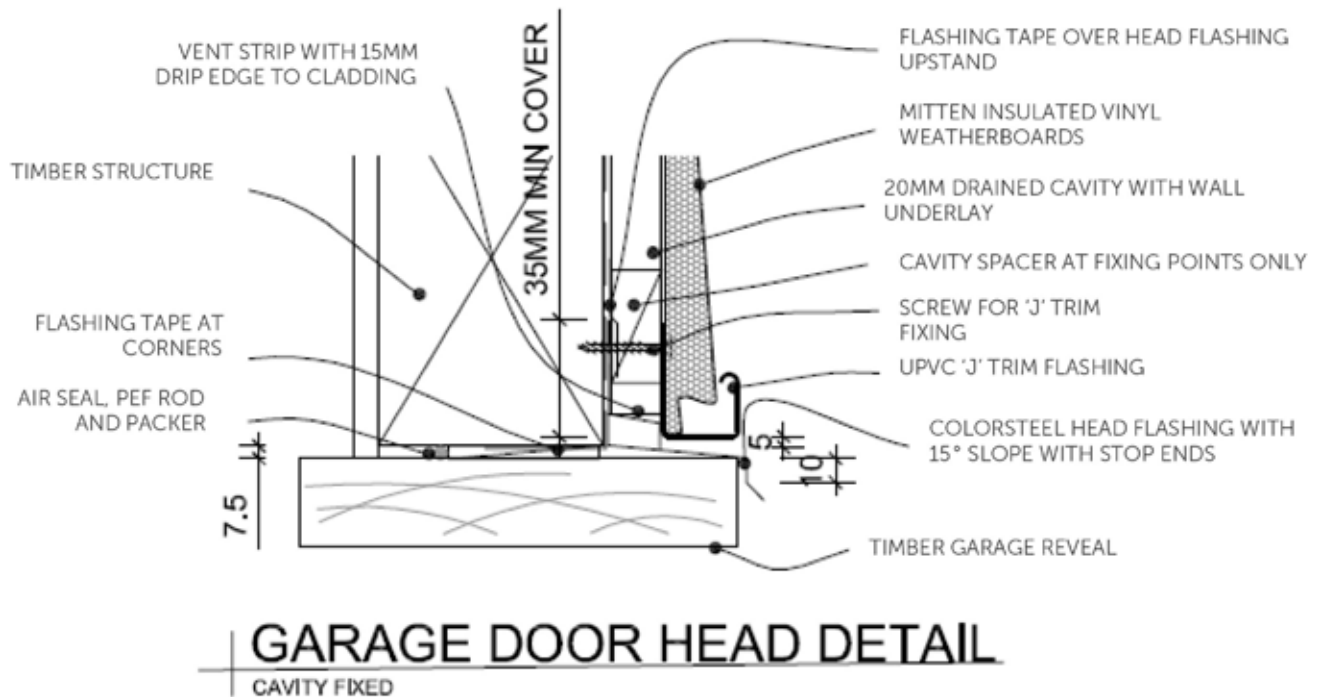 VENT STRIP WITH 15MM
DRIP EDGE TO CLADDING
TIMBER STRUCTURE
FLASHING TAPE AT
CORNERS
AIR SEAL, PEF ROD
AND PACKER
7.5
35MM MIN COVER
FLASHING TAPE OVER HEAD FLASHING
UPSTAND
MITTEN INSULATED VINYL
WEATHERBOARDS
20MM DRAINED CAVITY WITH WALL
UNDERLAY
CAVITY SPACER AT FIXING POINTS ONLY
SCREW FOR ‘J’ TRIM
FIXING
UPVC ‘J’ TRIM FLASHING
COLORSTEEL HEAD FLASHING WITH
15° SLOPE WITH STOP ENDS
5
10
TIMBER GARAGE REVEAL
GARAGE DOOR HEAD DETAIL
CAVITY FIXED